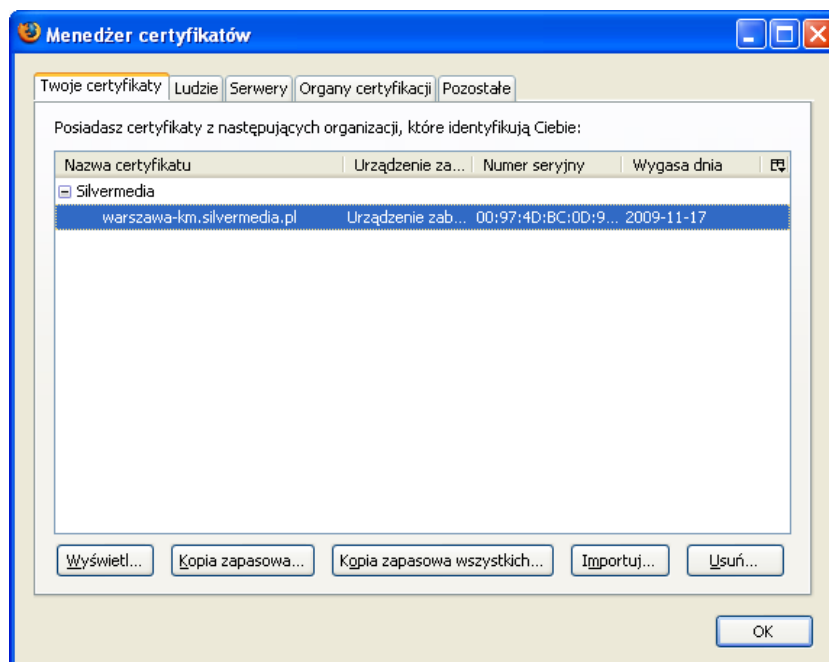 Menedżer certyfikatów
Twoje certyfikaty Ludzie Serwery Organy certyfikacji Pozostałe
Posiadasz certyfikaty z następujących organizacji, które identyfikują Ciebie:
Nazwa certyfikatu Urządzenie za... Numer seryjny Wygasa dnia
Silvermedia
warszawa-km.silvermedia.pl Urządzenie zab... 00:97:4D:BC:0D:9... 2009-11-17
Wyświetl... Kopia zapasowa... Kopia zapasowa wszystkich... Importuj... Usuń...
OK